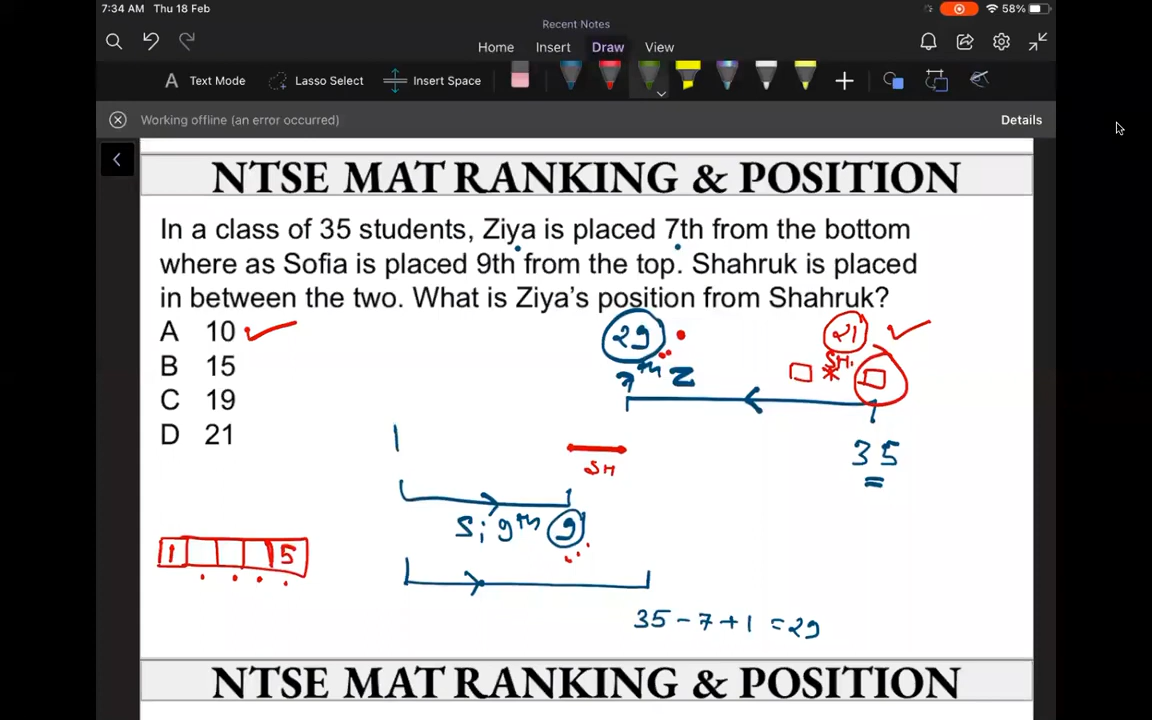 7:34 AM Thu 18 Feb
58%
Recent Notes
Home Insert Draw View
A Text Mode Lasso Select Insert Space
Working offline (an error occurred) Details
NTSE MAT RANKING & POSITION
In a class of 35 students, Ziya is placed 7th from the bottom
where as Sofia is placed 9th from the top. Shahruk is placed
in between the two. What is Ziya's position from Shahruk?
A 10
B 15
C 19
D 21
29 21
SH.
7th Z
1 35
SH
S; 9th 9
1 5
35 - 7 + 1 = 29
NTSE MAT RANKING & POSITION